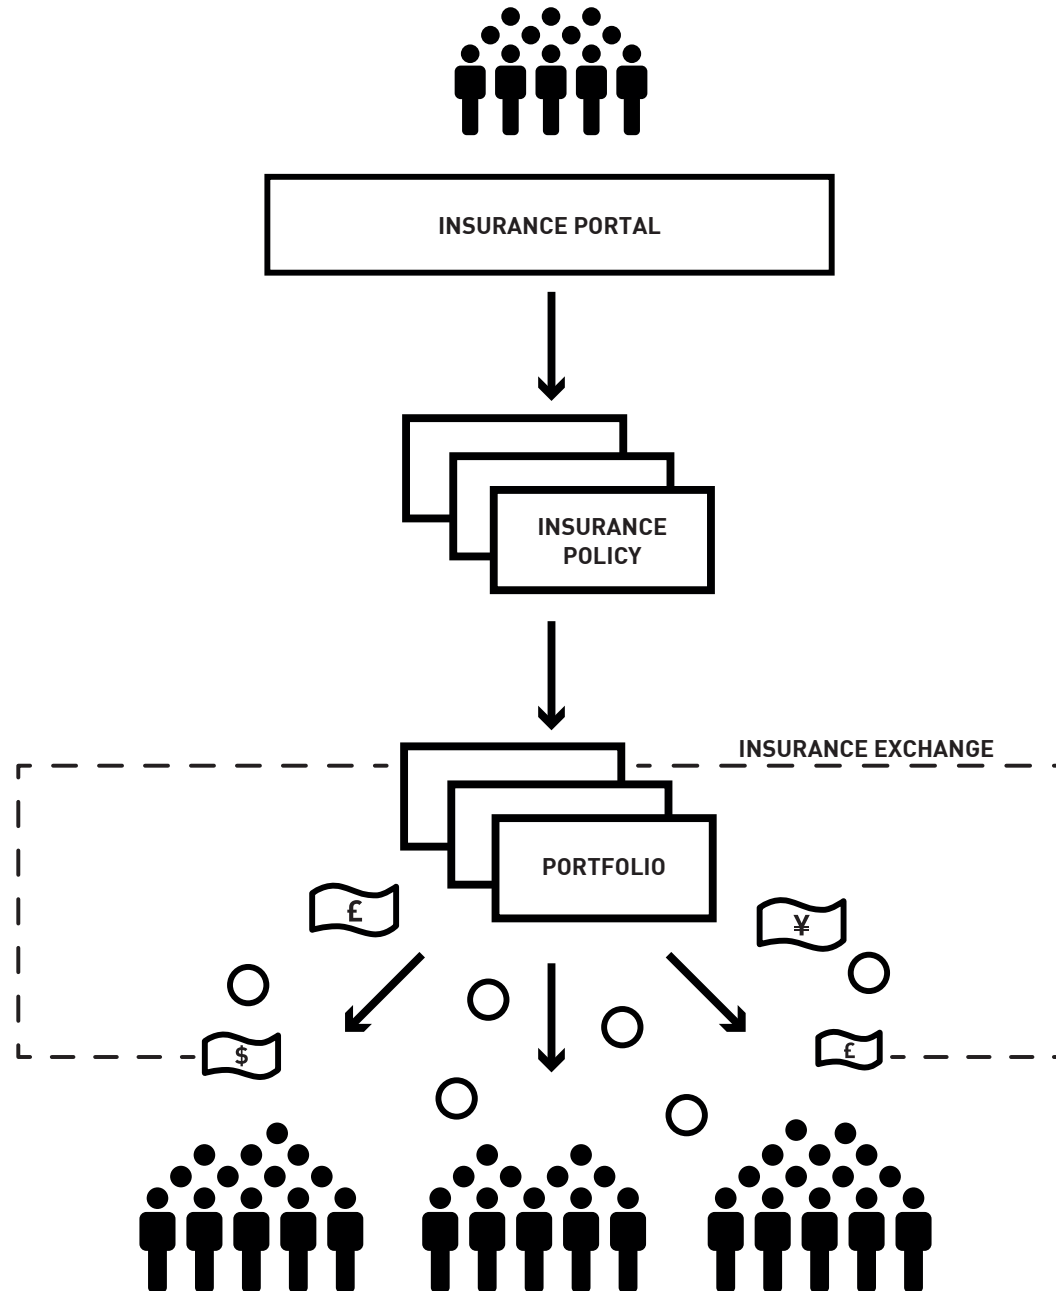 INSURANCE PORTAL
INSURANCE
POLICY
INSURANCE EXCHANGE
PORTFOLIO
£
¥
$
£